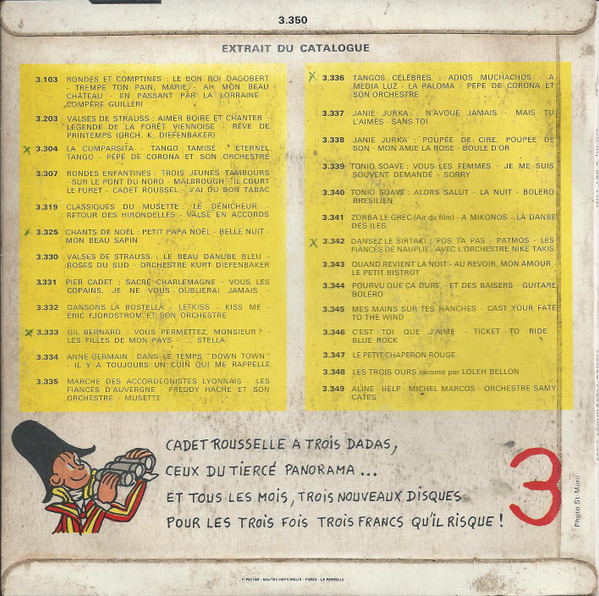 3.350
EXTRAIT DU CATALOGUE
3.103 RONDES ET COMPTINES : LE BON ROI DAGOBERT
- TREMPE TON PAIN, MARIE - AH MON BEAU
CHÂTEAU - EN PASSANT PAR LA LORRAINE -
COMPÈRE GUILLERI
3.203 VALSES DE STRAUSS : AIMER BOIRE ET CHANTER -
LÉGENDE DE LA FORÊT VIENNOISE - RÊVE DE
PRINTEMPS (ORCH. K. DIEFENBAKER)
x 3.304 LA CUMPARSITA - TANGO TAMISÉ - ETERNEL
TANGO - PEPE DE CORONA ET SON ORCHESTRE
3.307 RONDES ENFANTINES : TROIS JEUNES TAMBOURS
- SUR LE PONT DU NORD - MALBROUGH - IL COURT
LE FURET - CADET ROUSSEL - J'AI DU BON TABAC
3.319 CLASSIQUES DU MUSETTE : LE DÉNICHEUR -
RETOUR DES HIRONDELLES - VALSE EN ACCORDS
x 3.325 CHANTS DE NOËL : PETIT PAPA NOËL - BELLE NUIT -
MON BEAU SAPIN
3.330 VALSES DE STRAUSS : LE BEAU DANUBE BLEU -
ROSES DU SUD - ORCHESTRE KURT DIEFENBAKER
3.331 PIER CADET : SACRÉ CHARLEMAGNE - VOUS LES
COPAINS, JE NE VOUS OUBLIERAI JAMAIS -
3.332 DANSONS LA BOSTELLA - LETKISS - KISS ME -
ERIC FJORDSTROM ET SON ORCHESTRE
x 3.333 GIL BERNARD : VOUS PERMETTEZ, MONSIEUR ? -
LES FILLES DE MON PAYS - ... STELLA
3.334 ANNE GERMAIN : DANS LE TEMPS "DOWN TOWN"
- IL Y A TOUJOURS UN COIN QUI ME RAPPELLE
3.335 MARCHE DES ACCORDÉONISTES LYONNAIS - LES
FIANCÉS D'AUVERGNE - FREDDY HACHE ET SON
ORCHESTRE - MUSETTE
x 3.336 TANGOS CÉLÈBRES : ADIOS MUCHACHOS - A
MEDIA LUZ - LA PALOMA - PEPE DE CORONA ET
SON ORCHESTRE
3.337 JANIE JURKA : N'AVOUE JAMAIS - MAIS TU
L'AIMES - SANS TOI
3.338 JANIE JURKA : POUPÉE DE CIRE, POUPÉE DE
SON - MON AMIE LA ROSE - BOULE D'OR
3.339 TONIO SOAVE : VOUS LES FEMMES - JE ME SUIS
SOUVENT DEMANDÉ - SORRY
3.340 TONIO SOAVE : ALORS SALUT - LA NUIT - BOLÉRO
BRÉSILIEN
3.341 ZORBA LE GREC (Air du film) - A MIKONOS - LA DANSE
DES ILES
x 3.342 DANSEZ LE SIRTAKI : POS TA PAS - PATMOS - LES
FIANCÉS DE NAUPLIE - AVEC L'ORCHESTRE NIKE TAKIS
3.343 QUAND REVIENT LA NUIT - AU REVOIR, MON AMOUR
LE PETIT BISTROT
3.344 POURVU QUE ÇA DURE - ET DES BAISERS - GUITARE
BOLÉRO
3.345 MES MAINS SUR TES HANCHES - CAST YOUR FATE
TO THE WIND
3.346 C'EST TOI QUE J'AIME - TICKET TO RIDE -
BLUE ROCK
3.347 LE PETIT CHAPERON ROUGE
3.348 LES TROIS OURS raconté par LOLEH BELLON
3.349 ALINE - HELP - MICHEL MARCOS - ORCHESTRE SAMY
CATES
CADET ROUSSELLE A TROIS DADAS,
CEUX DU TIERCÉ PANORAMA ...
ET TOUS LES MOIS, TROIS NOUVEAUX DISQUES
POUR LES TROIS FOIS TROIS FRANCS QU'IL RISQUE !
3
Photo St. Marc